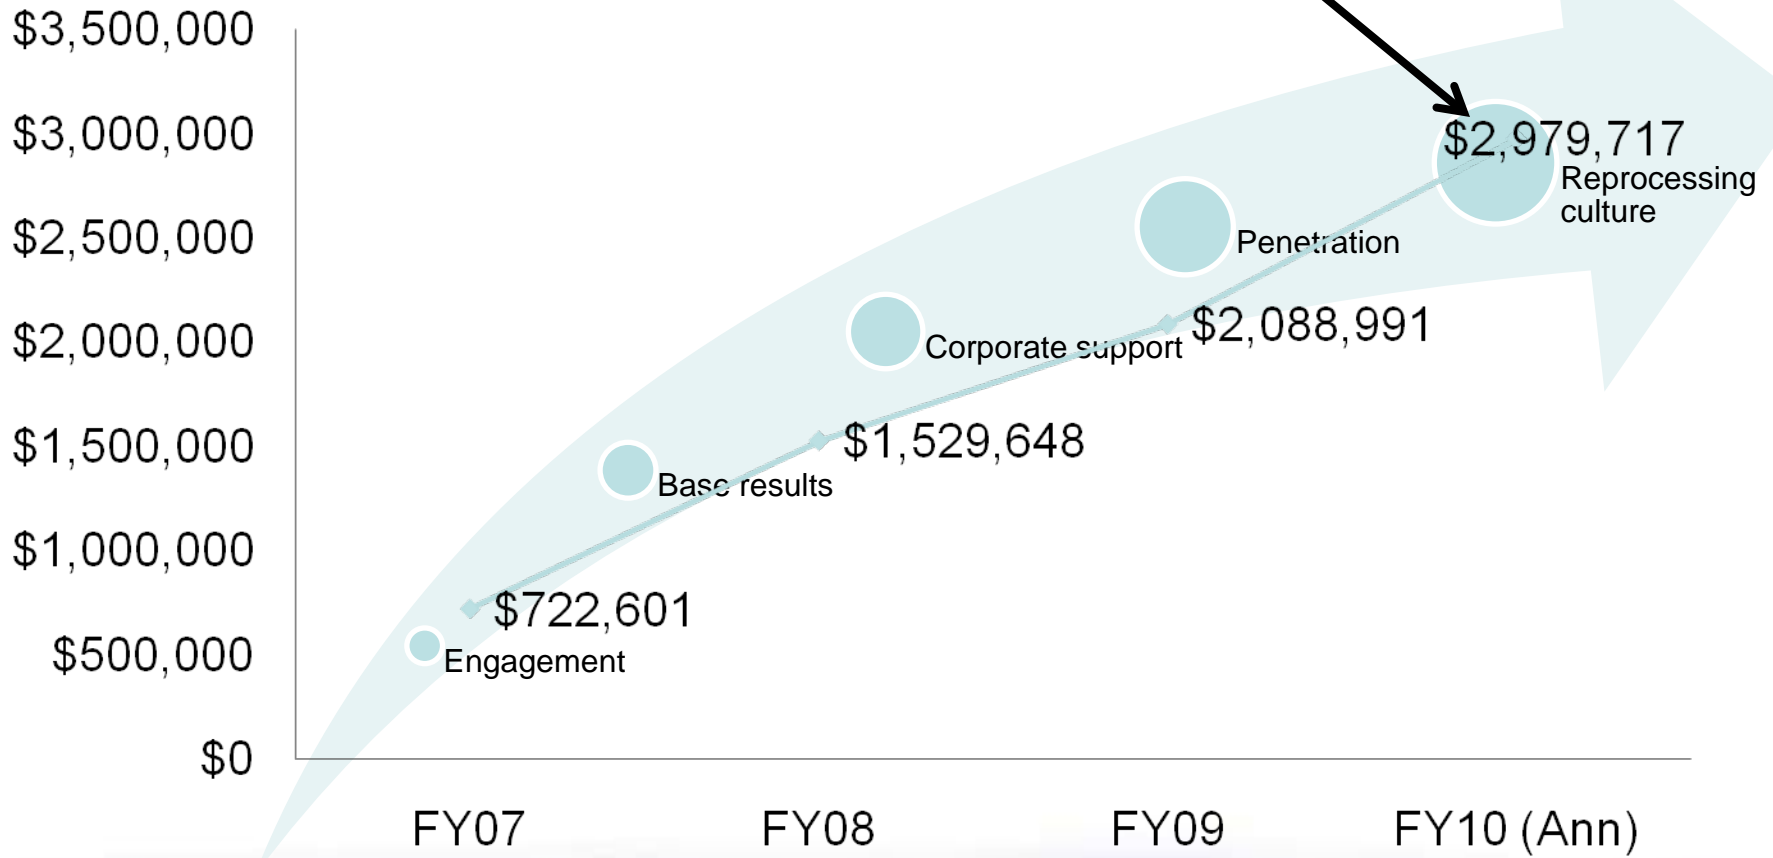 $3,500,000
$3,000,000
$2,500,000
$2,000,000
$1,500,000
$1,000,000
$500,000
$0
$2,979,717
Reprocessing
culture
Penetration
$2,088,991
Corporate support
$1,529,648
Base results
$722,601
Engagement
FY07
FY08
FY09
FY10 (Ann)